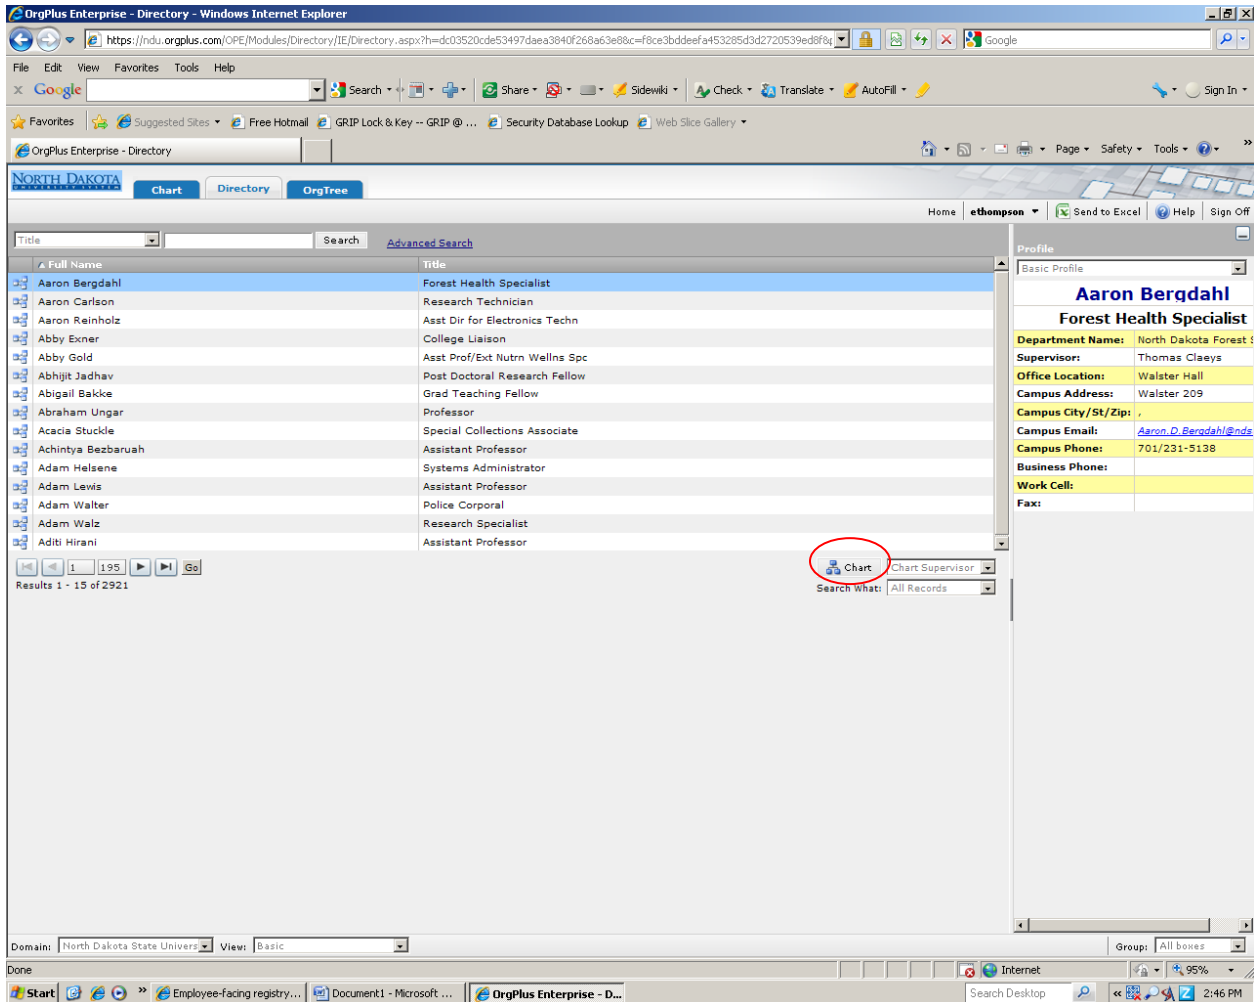 OrgPlus Enterprise - Directory - Windows Internet Explorer
https://ndu.orgplus.com/OPE/Modules/Directory/IE/Directory.aspx?h=dc03520cde53497daea3840f268a63e8&c=f8ce3bddeefa453285d3d2720539ed8f8 Google
File Edit View Favorites Tools Help
x Google Search Share Sidewiki Check Translate AutoFill Sign In
Favorites Suggested Sites Free Hotmail GRIP Lock & Key -- GRIP @ ... Security Database Lookup Web Slice Gallery
OrgPlus Enterprise - Directory Page Safety Tools »
NORTH DAKOTA
UNIVERSITY SYSTEM
Chart Directory OrgTree
Home ethompson Send to Excel Help Sign Off
Title Search Advanced Search
Full Name Title
Aaron Bergdahl Forest Health Specialist
Aaron Carlson Research Technician
Aaron Reinholz Asst Dir for Electronics Techn
Abby Exner College Liaison
Abby Gold Asst Prof/Ext Nutrn Wellns Spc
Abhijit Jadhav Post Doctoral Research Fellow
Abigail Bakke Grad Teaching Fellow
Abraham Ungar Professor
Acacia Stuckle Special Collections Associate
Achintya Bezbaruah Assistant Professor
Adam Helsene Systems Administrator
Adam Lewis Assistant Professor
Adam Walter Police Corporal
Adam Walz Research Specialist
Aditi Hirani Assistant Professor
1 195 Go Chart Chart Supervisor
Results 1 - 15 of 2921 Search What: All Records
Profile
Basic Profile
Aaron Bergdahl
Forest Health Specialist
Department Name: North Dakota Forest S
Supervisor: Thomas Claeys
Office Location: Walster Hall
Campus Address: Walster 209
Campus City/St/Zip: ,
Campus Email: Aaron.D.Bergdahl@nds
Campus Phone: 701/231-5138
Business Phone:
Work Cell:
Fax:
Domain: North Dakota State Univers View: Basic Group: All boxes
Done Internet 95%
Start » Employee-facing registry... Document1 - Microsoft ... OrgPlus Enterprise - D... Search Desktop « 2:46 PM